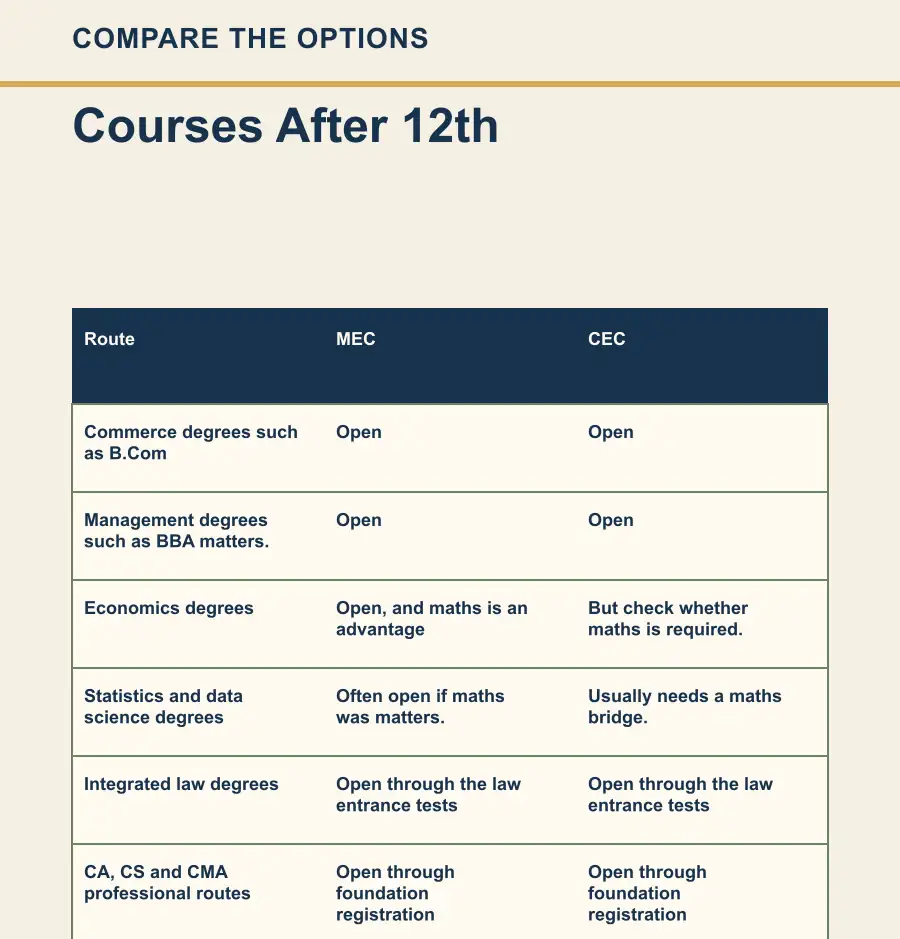 COMPARE THE OPTIONS
Courses After 12th
Route MEC CEC
Commerce degrees such
as B.Com
Open
Open
Management degrees
such as BBA matters.
Open
Open
Economics degrees
Open, and maths is an
advantage
But check whether
maths is required.
Statistics and data
science degrees
Often open if maths
was matters.
Usually needs a maths
bridge.
Integrated law degrees
Open through the law
entrance tests
Open through the law
entrance tests
CA, CS and CMA
professional routes
Open through
foundation
registration
Open through
foundation
registration